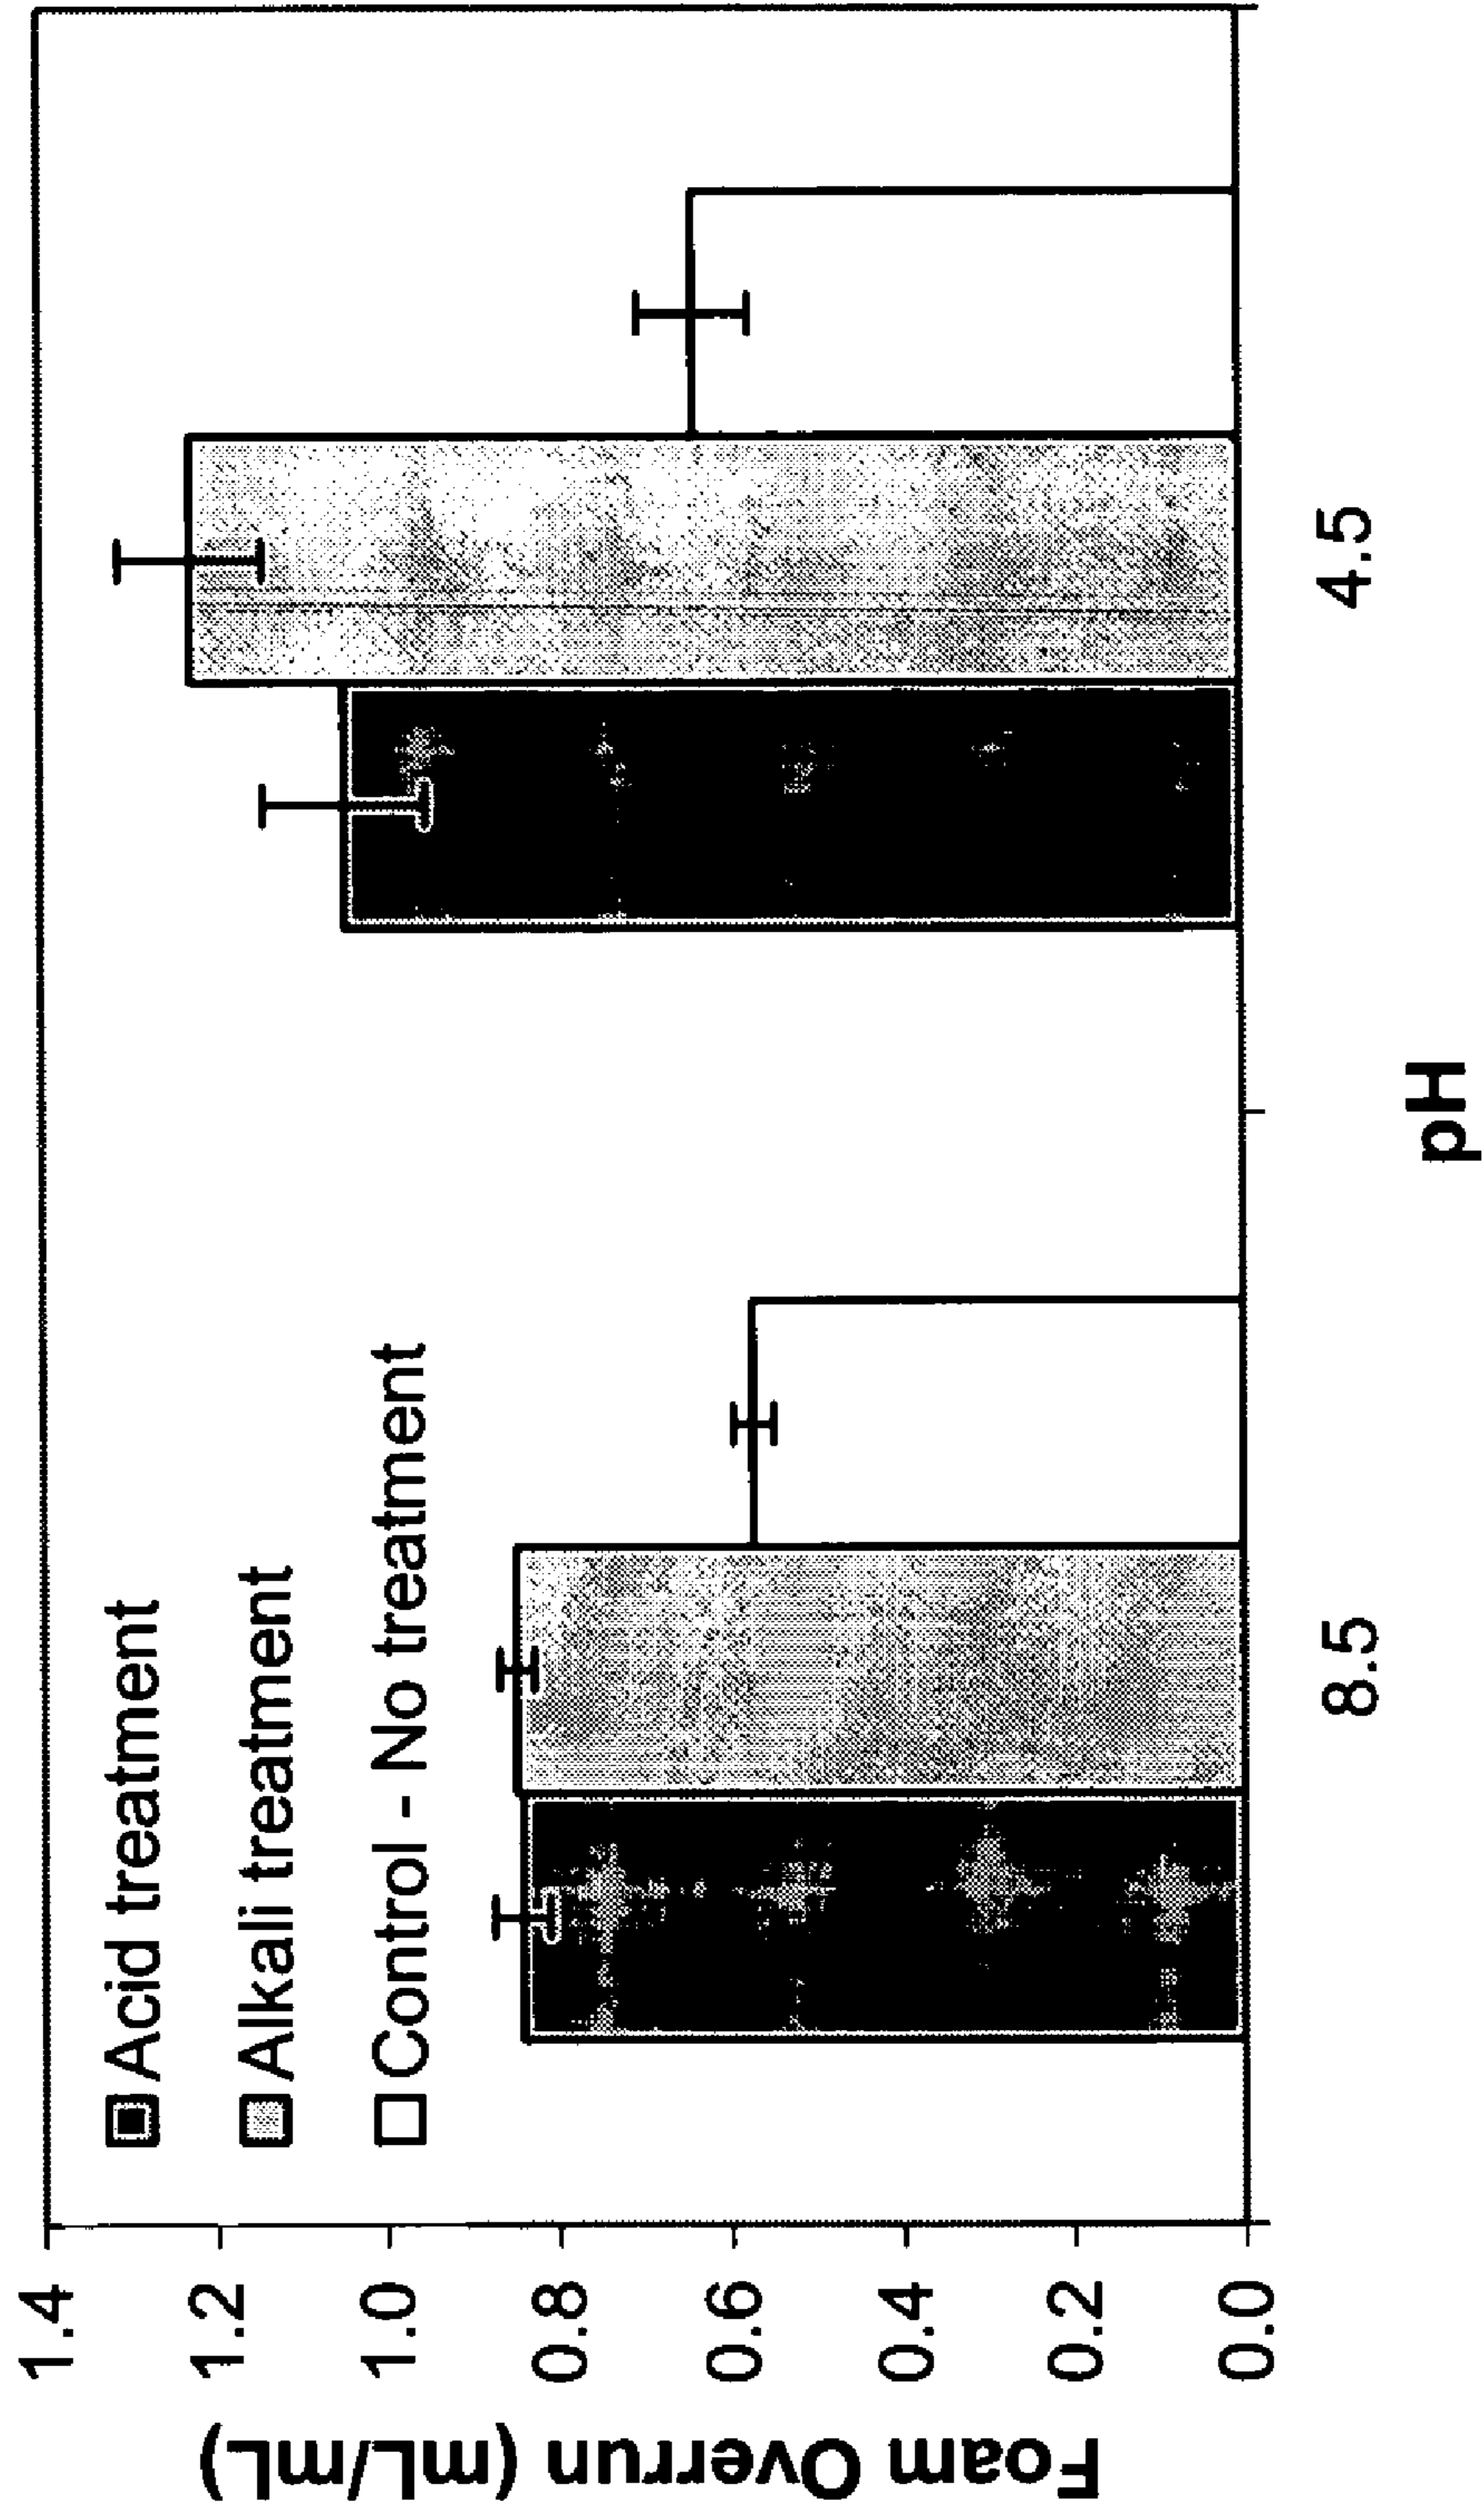 Foam Overrun (mL/mL)
1.4
1.2
1.0
0.8
0.6
0.4
0.2
0.0
Acid treatment
Alkali treatment
Control - No treatment
8.5
4.5
pH